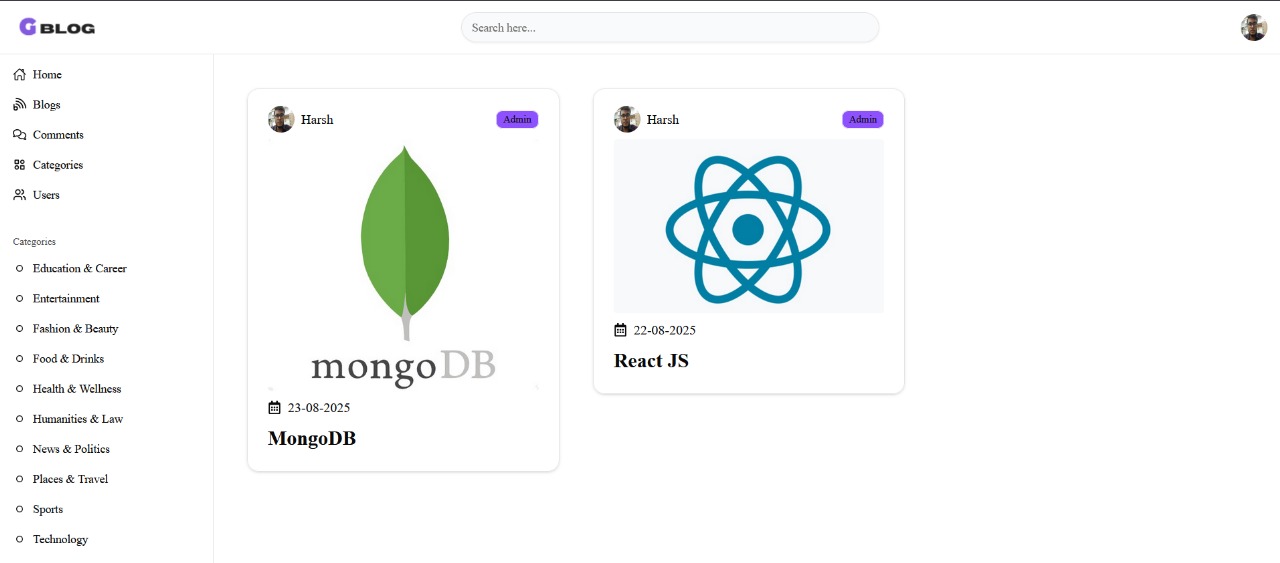 G BLOG
Search here...
Home
Blogs
Comments
Categories
Users
Categories
Education & Career
Entertainment
Fashion & Beauty
Food & Drinks
Health & Wellness
Humanities & Law
News & Politics
Places & Travel
Sports
Technology
Harsh Admin
mongoDB
23-08-2025
MongoDB
Harsh Admin
22-08-2025
React JS